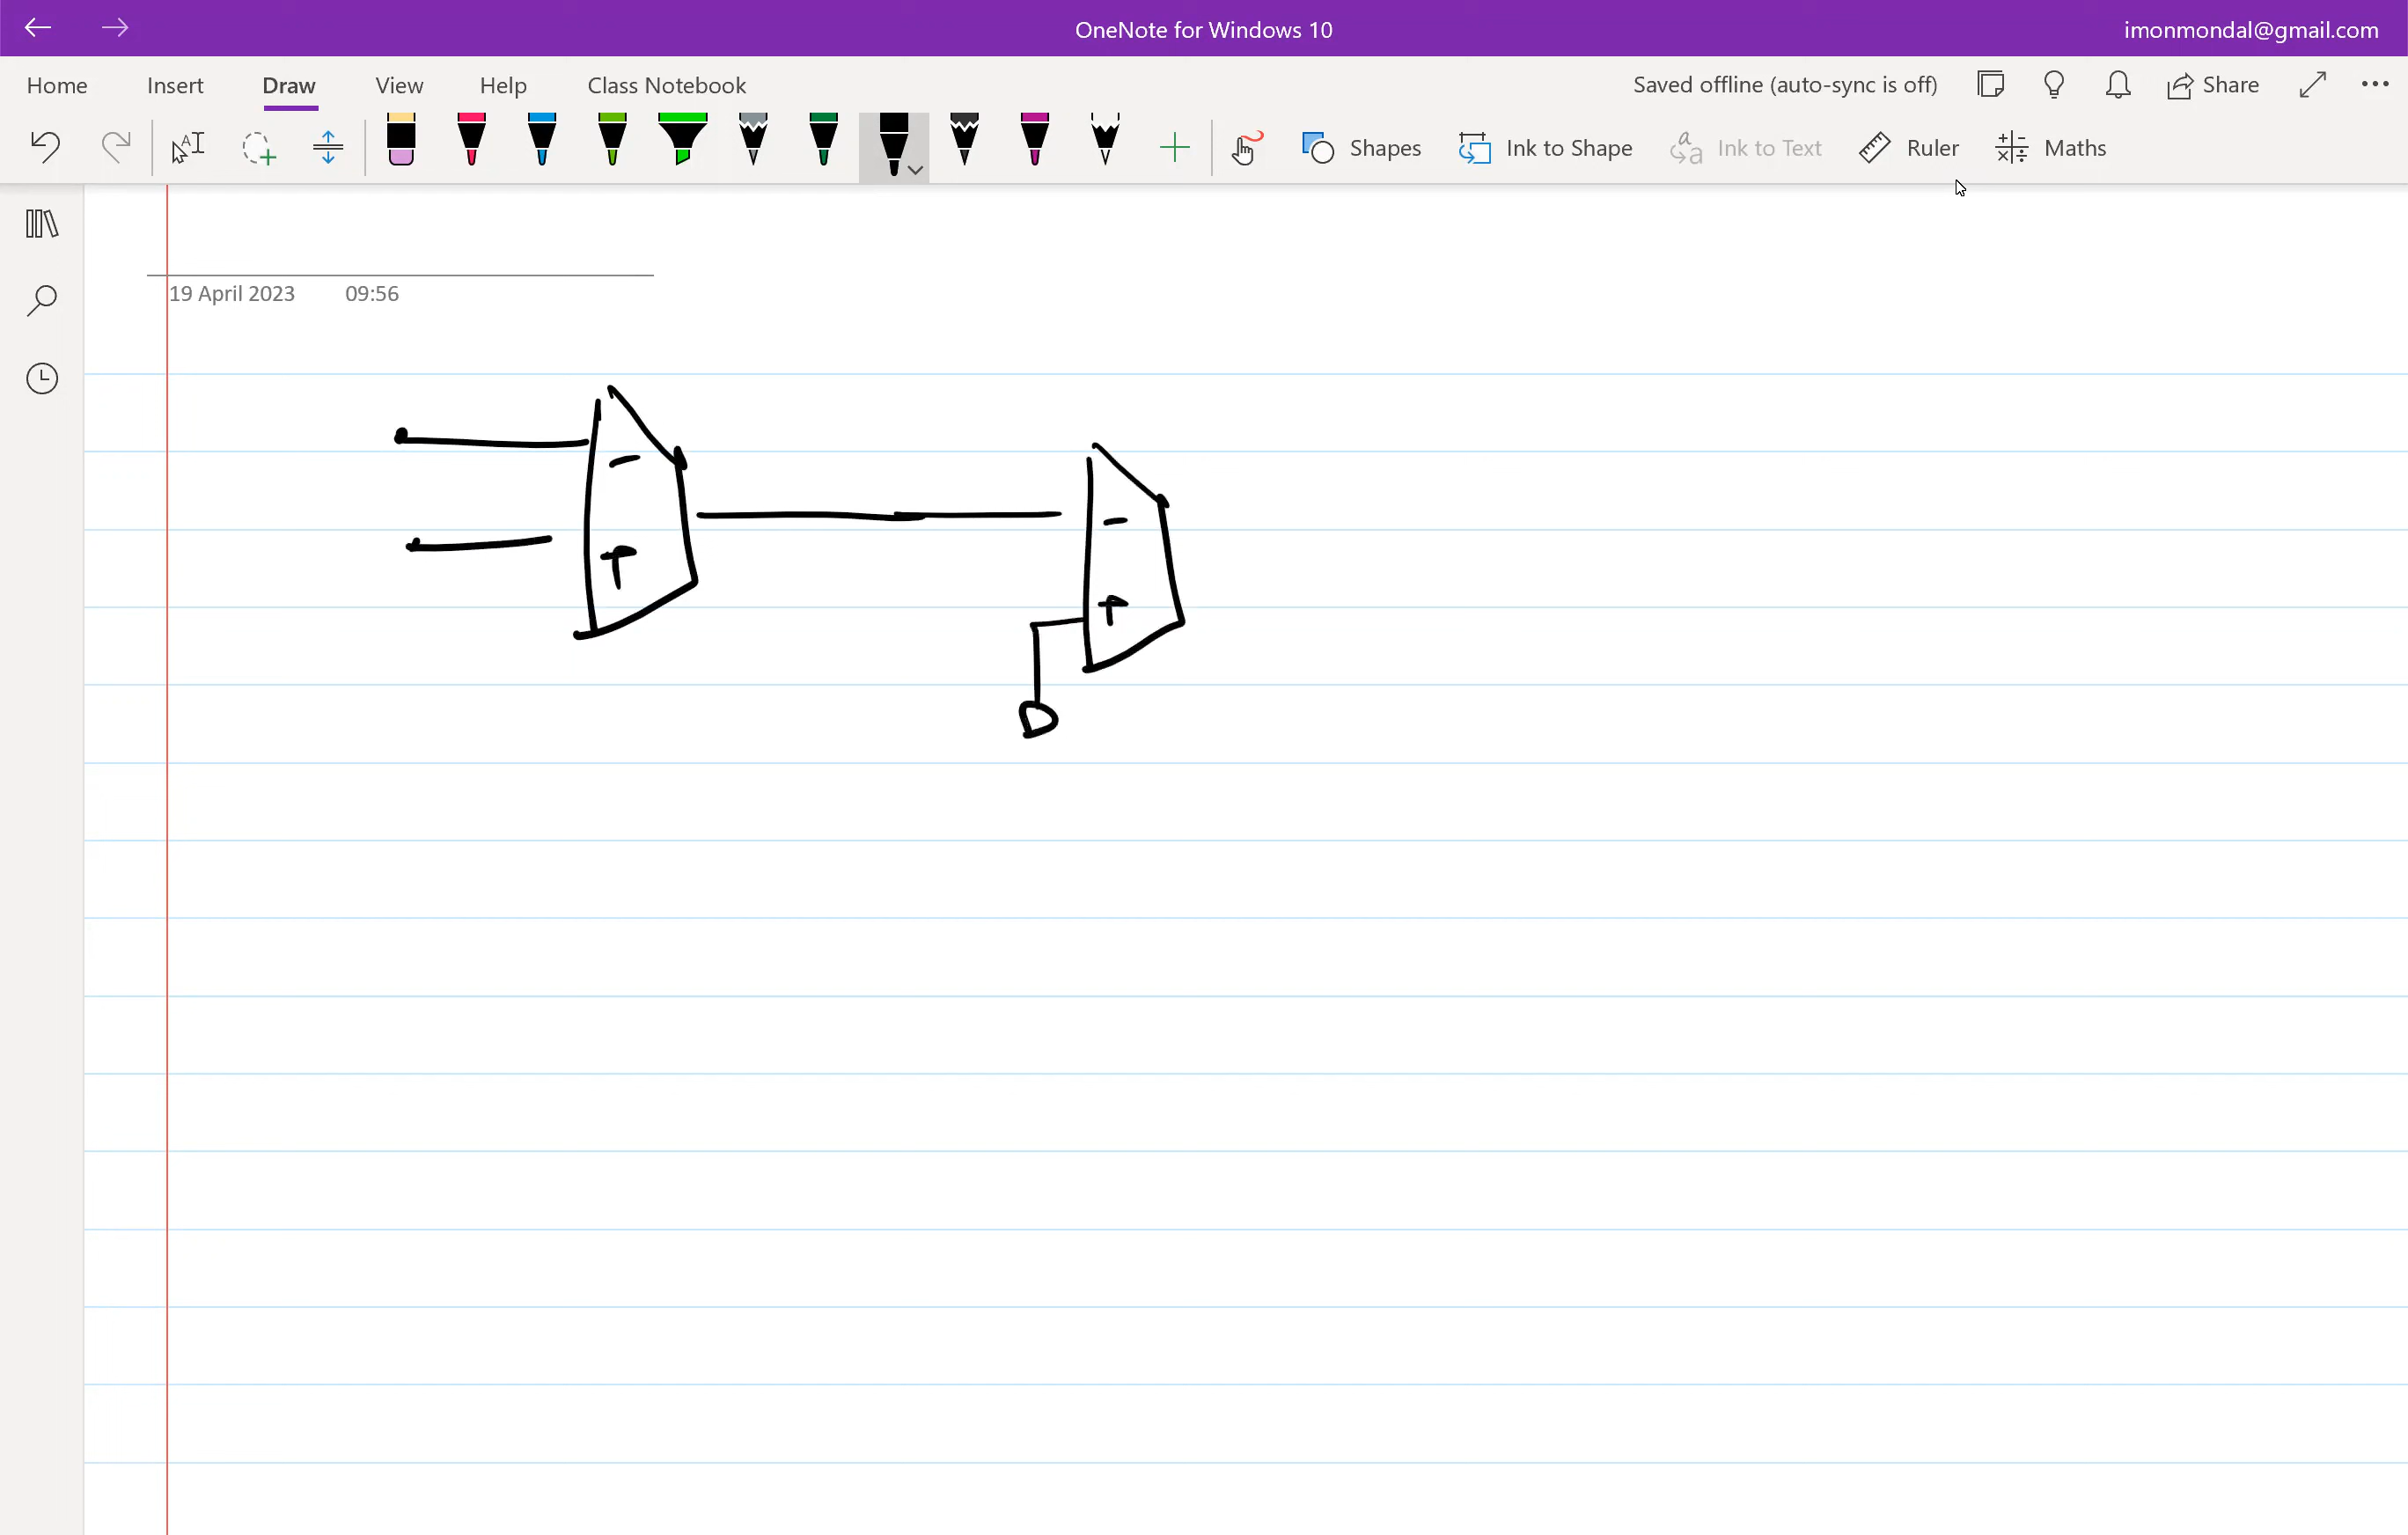 OneNote for Windows 10
imonmondal@gmail.com
Home Insert Draw View Help Class Notebook
Saved offline (auto-sync is off) Share
Shapes Ink to Shape Ink to Text Ruler Maths
19 April 2023 09:56
- -
+ +